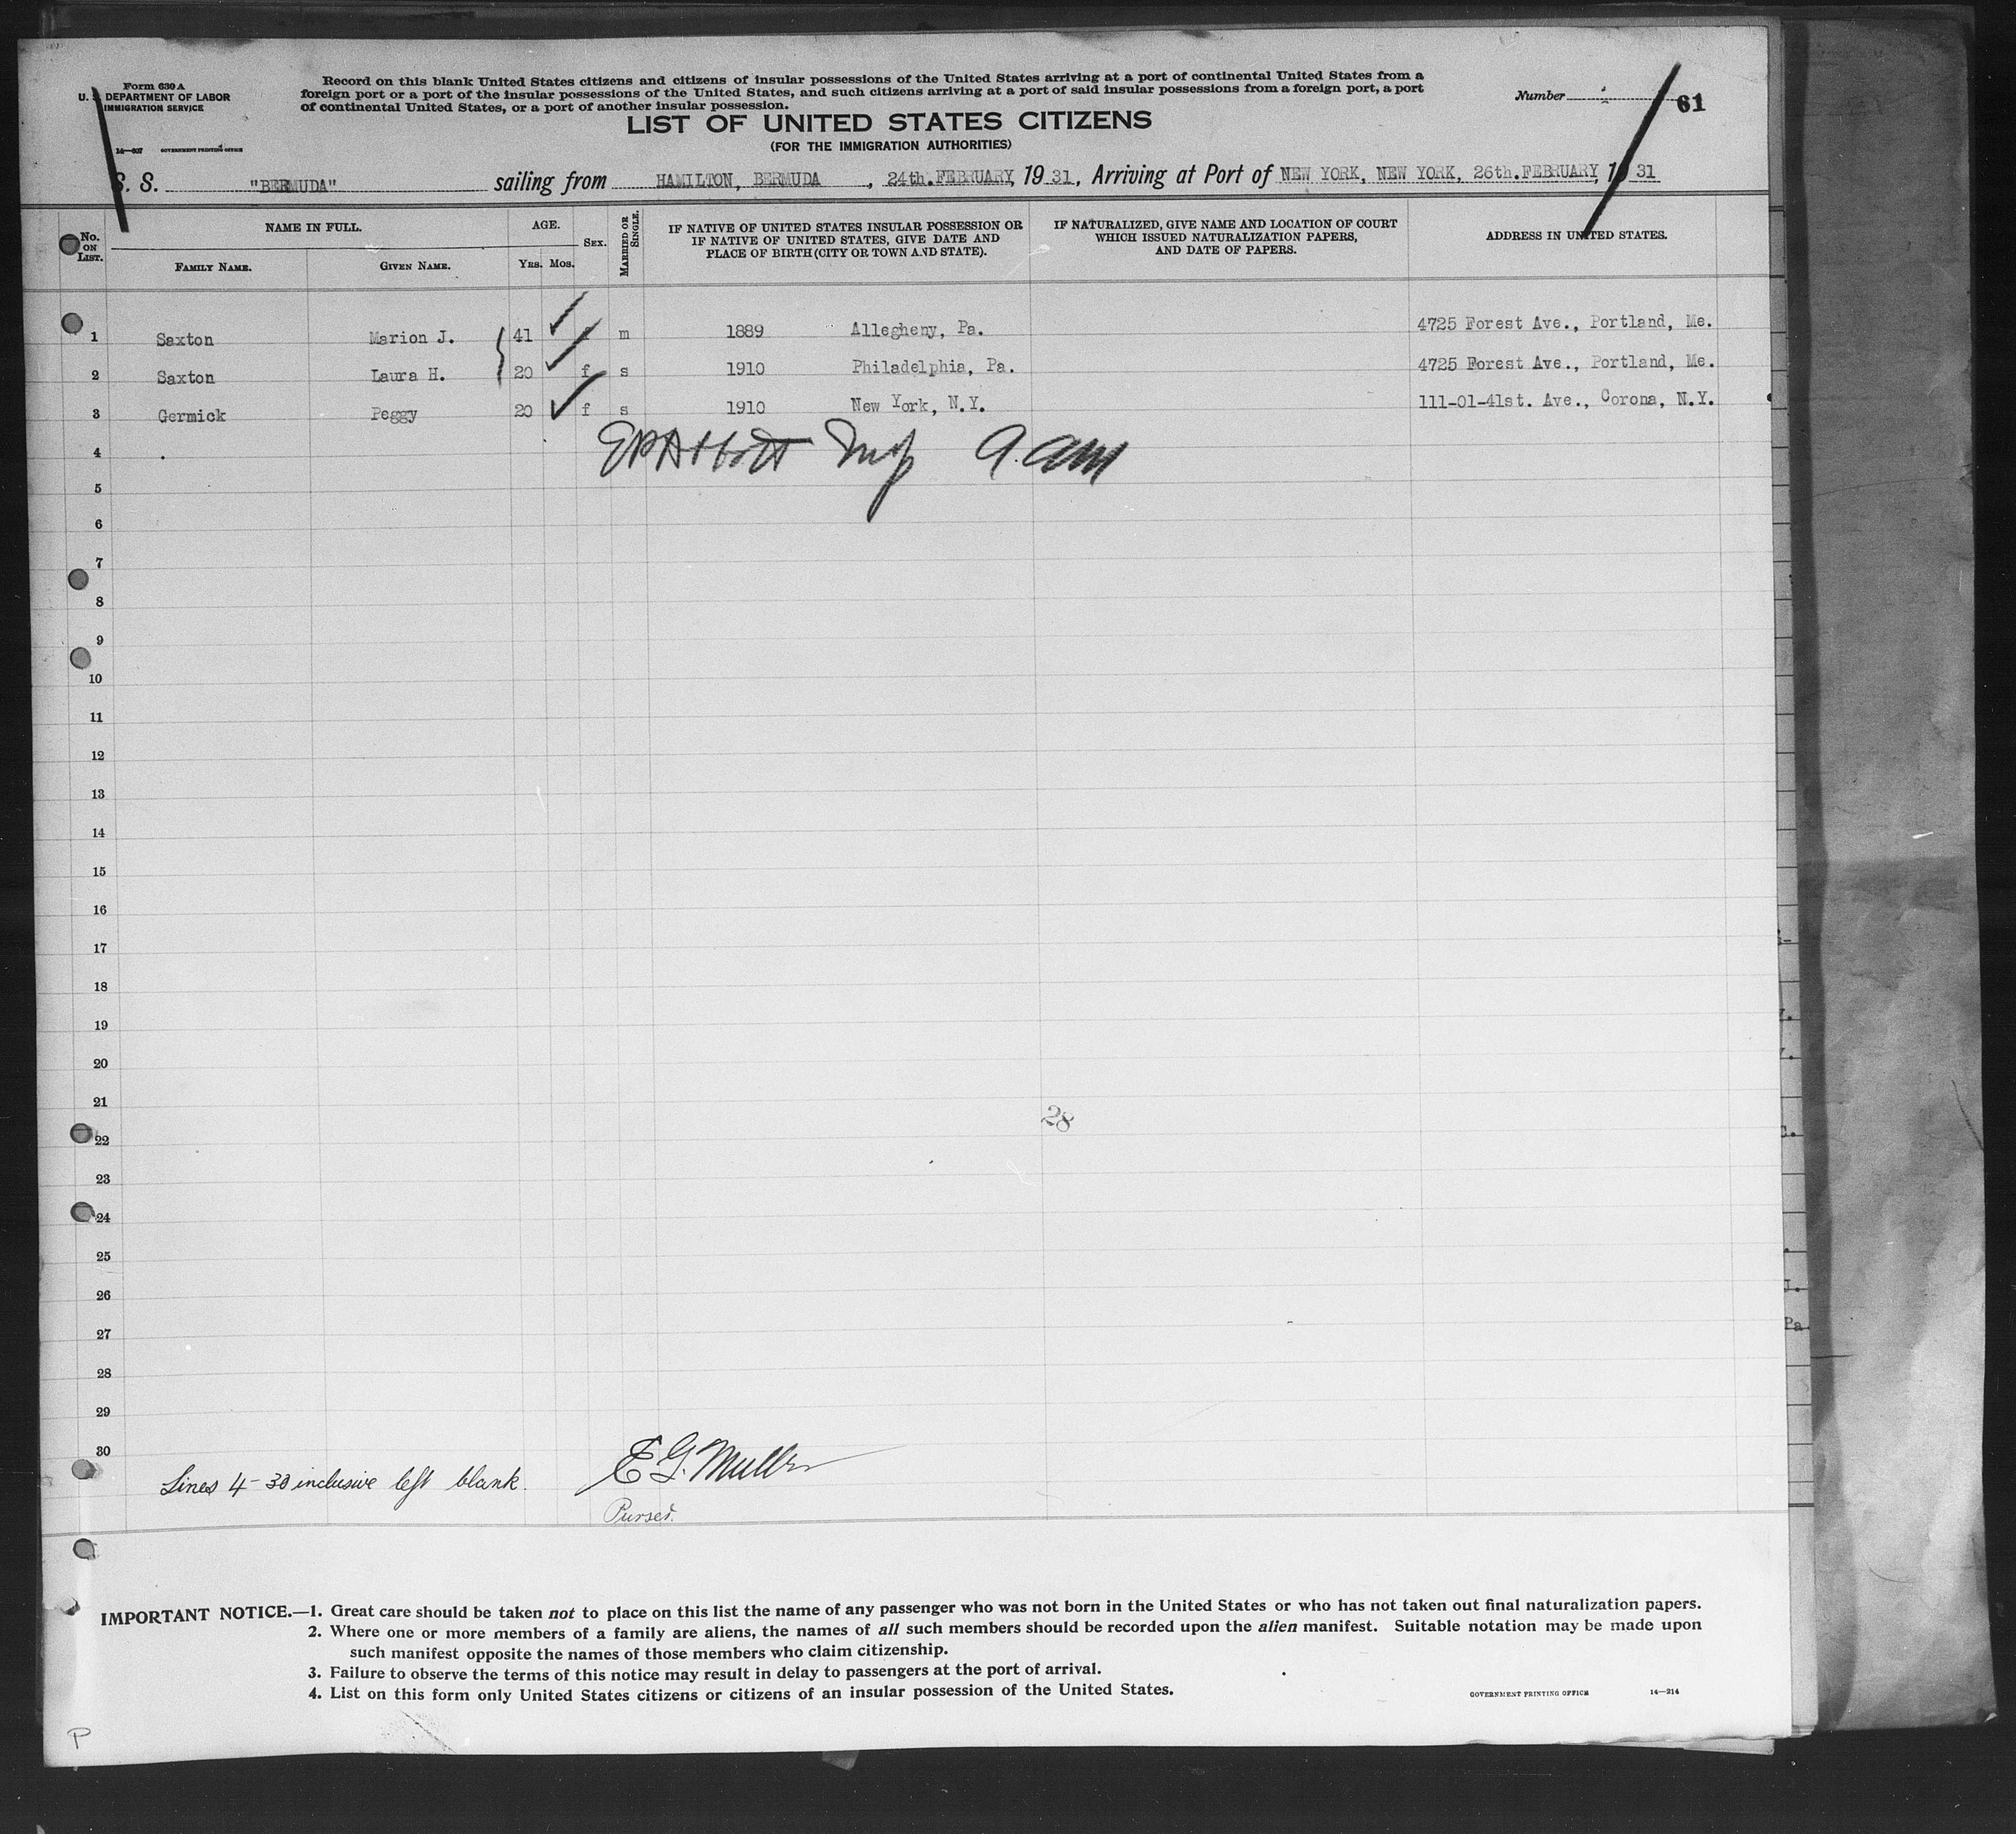 Form 630 A
U. S. DEPARTMENT OF LABOR
IMMIGRATION SERVICE
14—307 GOVERNMENT PRINTING OFFICE
Record on this blank United States citizens and citizens of insular possessions of the United States arriving at a port of continental United States from a
foreign port or a port of the insular possessions of the United States, and such citizens arriving at a port of said insular possessions from a foreign port, a port
of continental United States, or a port of another insular possession.
Number 61
LIST OF UNITED STATES CITIZENS
(FOR THE IMMIGRATION AUTHORITIES)
S. S. "BERMUDA" sailing from HAMILTON, BERMUDA, 24th.FEBRUARY, 19 31, Arriving at Port of NEW YORK, NEW YORK, 26th.FEBRUARY, 19 31
No. ON LIST. NAME IN FULL. FAMILY NAME. GIVEN NAME. AGE. YRS. MOS. SEX. MARRIED OR SINGLE. IF NATIVE OF UNITED STATES INSULAR POSSESSION OR IF NATIVE OF UNITED STATES, GIVE DATE AND PLACE OF BIRTH (CITY OR TOWN AND STATE). IF NATURALIZED, GIVE NAME AND LOCATION OF COURT WHICH ISSUED NATURALIZATION PAPERS, AND DATE OF PAPERS. ADDRESS IN UNITED STATES.
1 Saxton Marion J. 41 m 1889 Allegheny, Pa. 4725 Forest Ave., Portland, Me.
2 Saxton Laura H. 20 f s 1910 Philadelphia, Pa. 4725 Forest Ave., Portland, Me.
3 Germick Peggy 20 f s 1910 New York, N.Y. 111-01-41st. Ave., Corona, N.Y.
4
5
6
7
8
9
10
11
12
13
14
15
16
17
18
19
20
21
28
22
23
24
25
26
27
28
29
30
Lines 4-30 inclusive left blank. E G. Muller
Purser.
IMPORTANT NOTICE.—1. Great care should be taken not to place on this list the name of any passenger who was not born in the United States or who has not taken out final naturalization papers.
2. Where one or more members of a family are aliens, the names of all such members should be recorded upon the alien manifest. Suitable notation may be made upon
such manifest opposite the names of those members who claim citizenship.
3. Failure to observe the terms of this notice may result in delay to passengers at the port of arrival.
4. List on this form only United States citizens or citizens of an insular possession of the United States.
GOVERNMENT PRINTING OFFICE 14—214
P